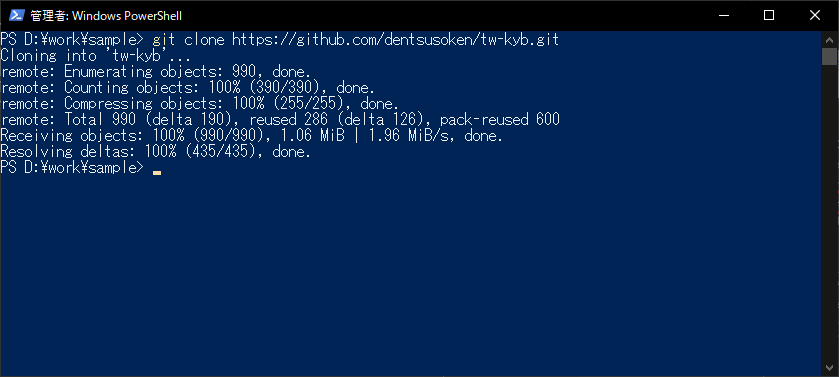 管理者: Windows PowerShell
PS D:¥work¥sample> git clone https://github.com/dentsusoken/tw-kyb.git
Cloning into 'tw-kyb'...
remote: Enumerating objects: 990, done.
remote: Counting objects: 100% (390/390), done.
remote: Compressing objects: 100% (255/255), done.
remote: Total 990 (delta 190), reused 286 (delta 126), pack-reused 600
Receiving objects: 100% (990/990), 1.06 MiB | 1.96 MiB/s, done.
Resolving deltas: 100% (435/435), done.
PS D:¥work¥sample>